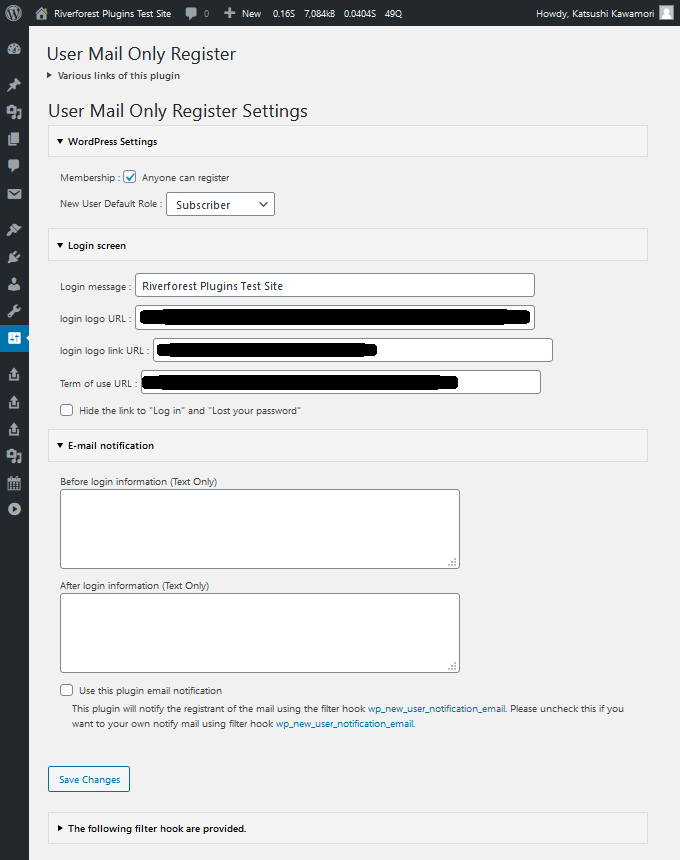 Riverforest Plugins Test Site 0 New 0.16S 7,084kB 0.0404S 49Q Howdy, Katsushi Kawamori
User Mail Only Register
Various links of this plugin
User Mail Only Register Settings
WordPress Settings
Membership : Anyone can register
New User Default Role : Subscriber
Login screen
Login message : Riverforest Plugins Test Site
login logo URL :
login logo link URL :
Term of use URL :
Hide the link to "Log in" and "Lost your password"
E-mail notification
Before login information (Text Only)
After login information (Text Only)
Use this plugin email notification
This plugin will notify the registrant of the mail using the filter hook wp_new_user_notification_email. Please uncheck this if you
want to your own notify mail using filter hook wp_new_user_notification_email.
Save Changes
The following filter hook are provided.